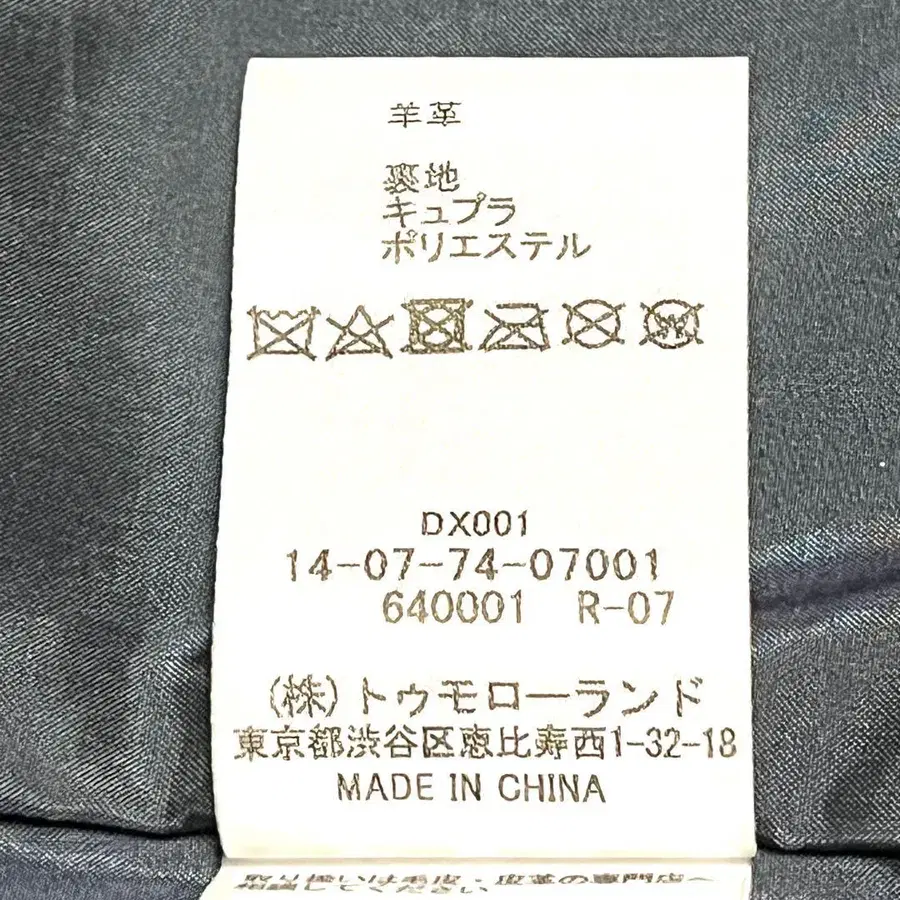 羊革
裏地
キュプラ
ポリエステル
DX001
14-07-74-07001
640001 R-07
(株)トゥモローランド
東京都渋谷区恵比寿西1-32-18
MADE IN CHINA